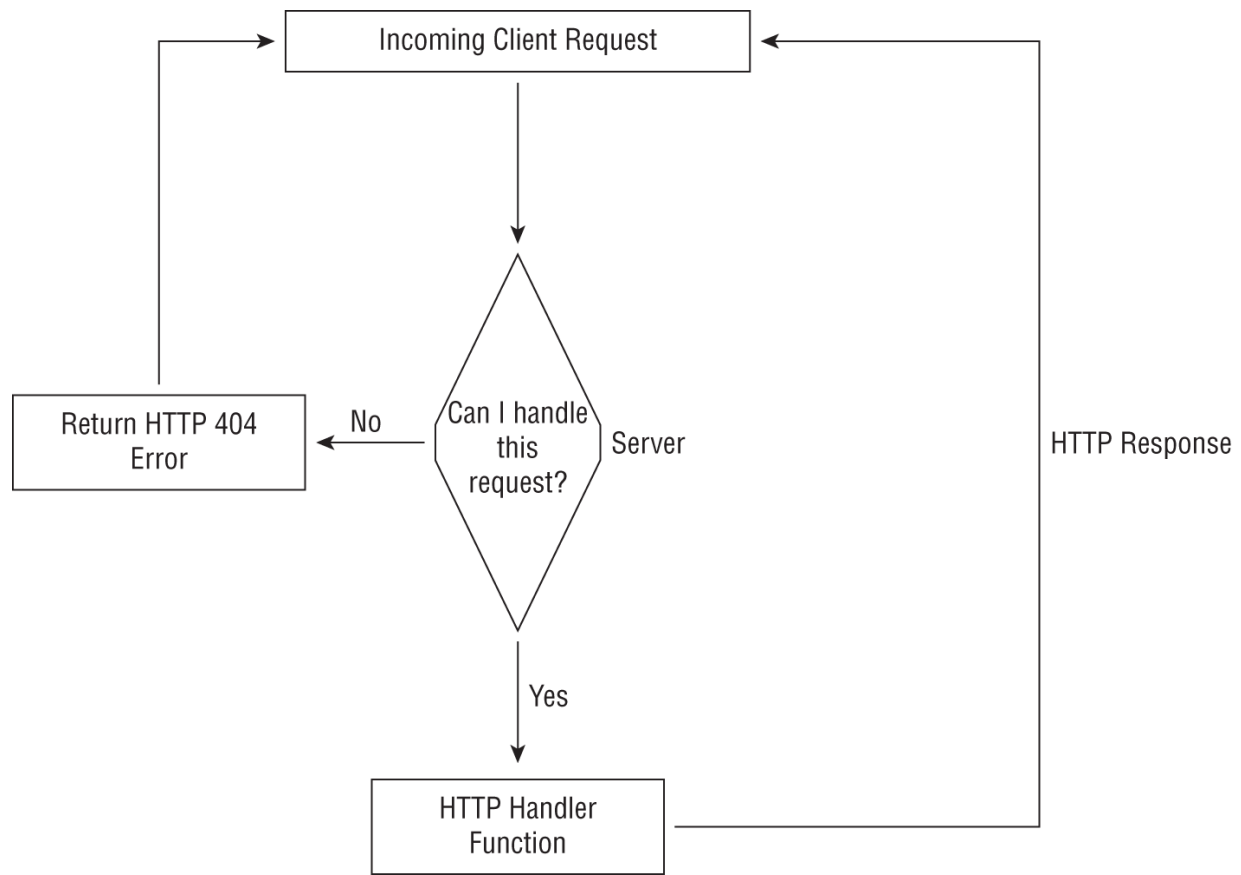 Incoming Client Request
Return HTTP 404
Error
No
Can I handle
this
request?
Server
HTTP Response
Yes
HTTP Handler
Function